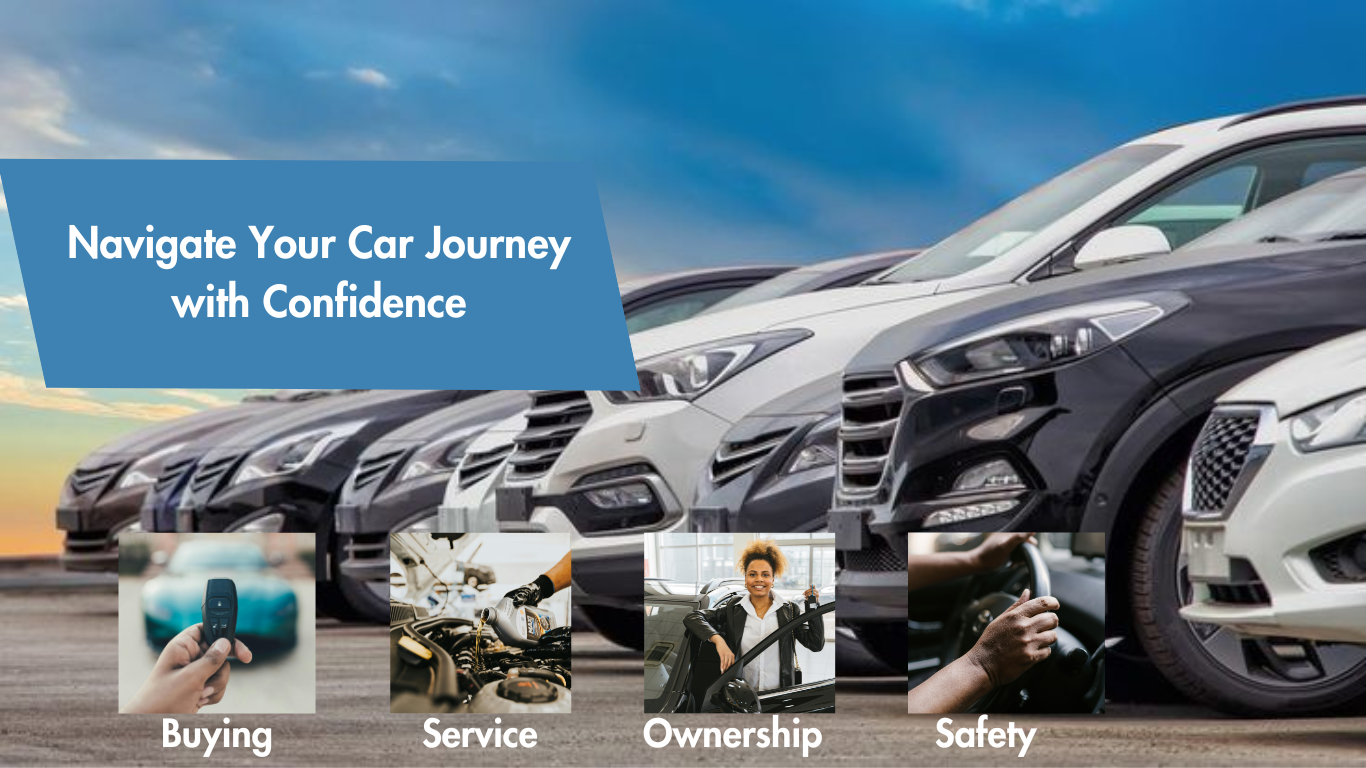 Navigate Your Car Journey
with Confidence
Buying
Service
Ownership
Safety